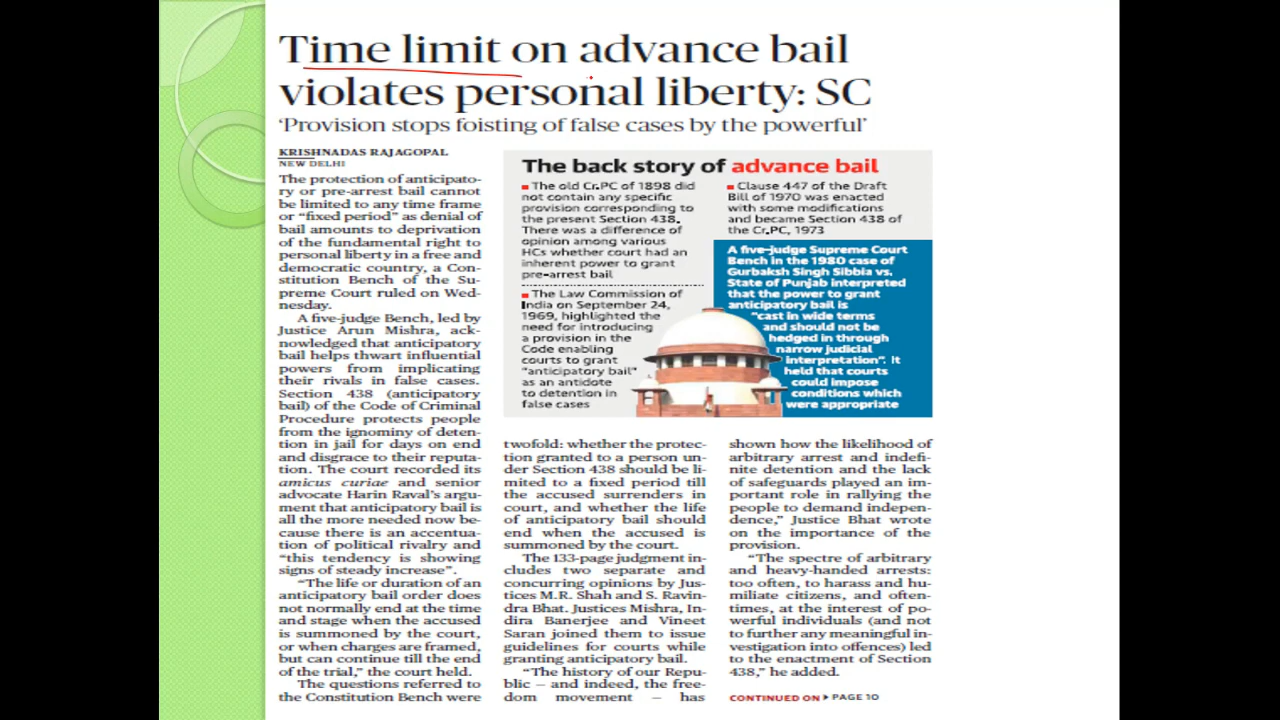 Time limit on advance bail
violates personal liberty: SC
‘Provision stops foisting of false cases by the powerful’
KRISHNADAS RAJAGOPAL
NEW DELHI
The protection of anticipato-
ry or pre-arrest bail cannot
be limited to any time frame
or “fixed period” as denial of
bail amounts to deprivation
of the fundamental right to
personal liberty in a free and
democratic country, a Con-
stitution Bench of the Su-
preme Court ruled on Wed-
nesday.
A five-judge Bench, led by
Justice Arun Mishra, ack-
nowledged that anticipatory
bail helps thwart influential
powers from implicating
their rivals in false cases.
Section 438 (anticipatory
bail) of the Code of Criminal
Procedure protects people
from the ignominy of deten-
tion in jail for days on end
and disgrace to their reputa-
tion. The court recorded its
amicus curiae and senior
advocate Harin Raval’s argu-
ment that anticipatory bail is
all the more needed now be-
cause there is an accentua-
tion of political rivalry and
“this tendency is showing
signs of steady increase”.
“The life or duration of an
anticipatory bail order does
not normally end at the time
and stage when the accused
is summoned by the court,
or when charges are framed,
but can continue till the end
of the trial,” the court held.
The questions referred to
the Constitution Bench were
The back story of advance bail
The old Cr.PC of 1898 did
not contain any specific
provision corresponding to
the present Section 438.
There was a difference of
opinion among various
HCs whether court had an
inherent power to grant
pre-arrest bail
The Law Commission of
India on September 24,
1969, highlighted the
need for introducing
a provision in the
Code enabling
courts to grant
“anticipatory bail”
as an antidote
to detention in
false cases
Clause 447 of the Draft
Bill of 1970 was enacted
with some modifications
and became Section 438 of
the Cr.PC, 1973
A five-judge Supreme Court
Bench in the 1980 case of
Gurbaksh Singh Sibbia vs.
State of Punjab interpreted
that the power to grant
anticipatory bail is
“cast in wide terms
and should not be
hedged in through
narrow judicial
interpretation”. It
held that courts
could impose
conditions which
were appropriate
twofold: whether the protec-
tion granted to a person un-
der Section 438 should be li-
mited to a fixed period till
the accused surrenders in
court, and whether the life
of anticipatory bail should
end when the accused is
summoned by the court.
The 133-page judgment in-
cludes two separate and
concurring opinions by Jus-
tices M.R. Shah and S. Ravin-
dra Bhat. Justices Mishra, In-
dira Banerjee and Vineet
Saran joined them to issue
guidelines for courts while
granting anticipatory bail.
“The history of our Repu-
blic – and indeed, the free-
dom movement – has
shown how the likelihood of
arbitrary arrest and indefi-
nite detention and the lack
of safeguards played an im-
portant role in rallying the
people to demand indepen-
dence,” Justice Bhat wrote
on the importance of the
provision.
“The spectre of arbitrary
and heavy-handed arrests:
too often, to harass and hu-
miliate citizens, and often-
times, at the interest of po-
werful individuals (and not
to further any meaningful in-
vestigation into offences) led
to the enactment of Section
438,” he added.
CONTINUED ON ▸ PAGE 10